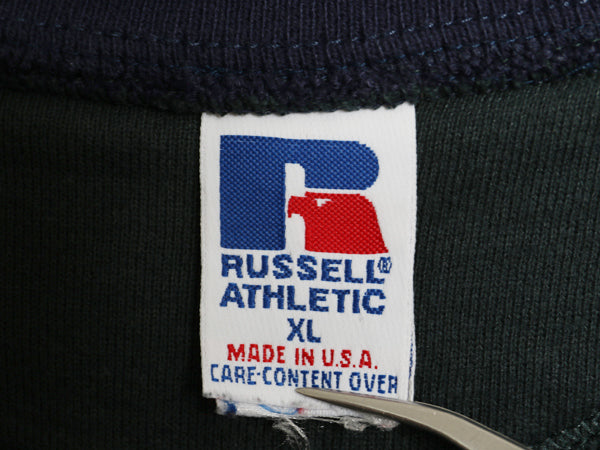 RUSSELL®
ATHLETIC
XL
MADE IN U.S.A.
CARE-CONTENT OVER